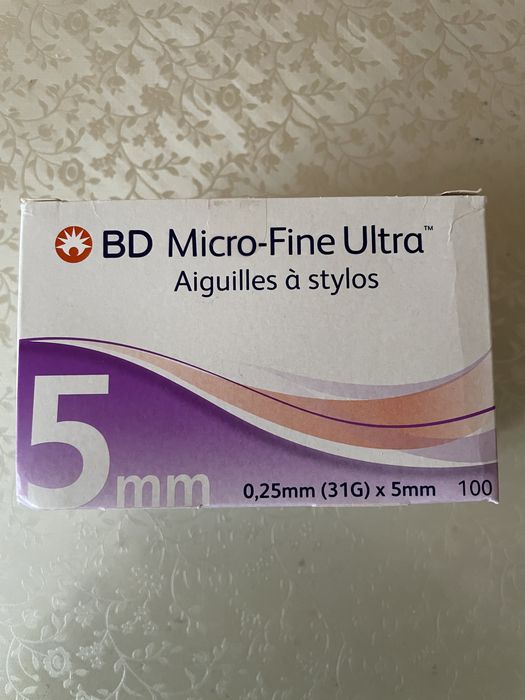 BD Micro-Fine Ultra™
Aiguilles à stylos
5mm
0,25mm (31G) x 5mm 100